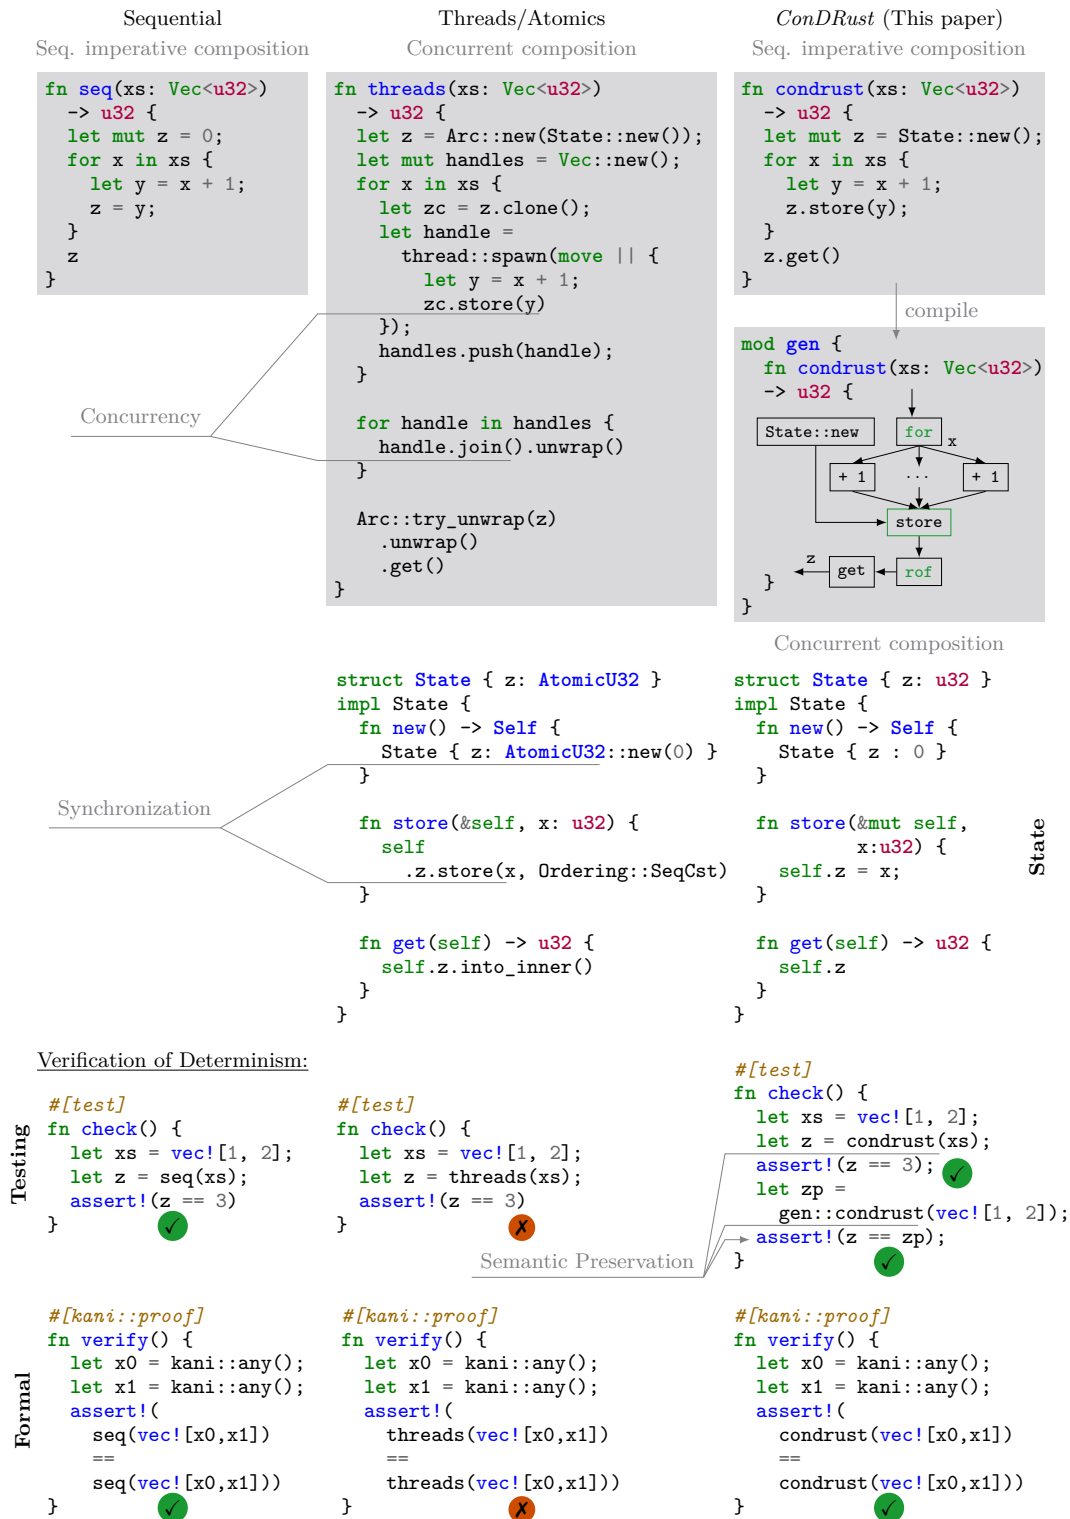 Sequential
Seq. imperative composition
fn seq(xs: Vec<u32>)
  -> u32 {
  let mut z = 0;
  for x in xs {
    let y = x + 1;
    z = y;
  }
  z
}
Threads/Atomics
Concurrent composition
fn threads(xs: Vec<u32>)
  -> u32 {
  let z = Arc::new(State::new());
  let mut handles = Vec::new();
  for x in xs {
    let zc = z.clone();
    let handle =
      thread::spawn(move || {
        let y = x + 1;
        zc.store(y)
    });
    handles.push(handle);
  }

  for handle in handles {
    handle.join().unwrap()
  }

  Arc::try_unwrap(z)
    .unwrap()
    .get()
}
Concurrency
ConDRust (This paper)
Seq. imperative composition
fn condrust(xs: Vec<u32>)
  -> u32 {
  let mut z = State::new();
  for x in xs {
    let y = x + 1;
    z.store(y);
  }
  z.get()
}
compile
mod gen {
  fn condrust(xs: Vec<u32>)
  -> u32 {
State::new
for
x
+ 1
...
+ 1
store
z
get
rof
  }
}
Concurrent composition
struct State { z: AtomicU32 }
impl State {
  fn new() -> Self {
    State { z: AtomicU32::new(0) }
  }

  fn store(&self, x: u32) {
    self
      .z.store(x, Ordering::SeqCst)
  }

  fn get(self) -> u32 {
    self.z.into_inner()
  }
}
Synchronization
struct State { z: u32 }
impl State {
  fn new() -> Self {
    State { z : 0 }
  }

  fn store(&mut self,
           x:u32) {
    self.z = x;
  }

  fn get(self) -> u32 {
    self.z
  }
}
State
Verification of Determinism:
Testing
#[test]
fn check() {
  let xs = vec![1, 2];
  let z = seq(xs);
  assert!(z == 3)
}
✓
#[test]
fn check() {
  let xs = vec![1, 2];
  let z = threads(xs);
  assert!(z == 3)
}
✗
#[test]
fn check() {
  let xs = vec![1, 2];
  let z = condrust(xs);
  assert!(z == 3);
✓
  let zp =
    gen::condrust(vec![1, 2]);
  assert!(z == zp);
}
✓
Semantic Preservation
Formal
#[kani::proof]
fn verify() {
  let x0 = kani::any();
  let x1 = kani::any();
  assert!(
    seq(vec![x0,x1])
    ==
    seq(vec![x0,x1]))
}
✓
#[kani::proof]
fn verify() {
  let x0 = kani::any();
  let x1 = kani::any();
  assert!(
    threads(vec![x0,x1])
    ==
    threads(vec![x0,x1]))
}
✗
#[kani::proof]
fn verify() {
  let x0 = kani::any();
  let x1 = kani::any();
  assert!(
    condrust(vec![x0,x1])
    ==
    condrust(vec![x0,x1]))
}
✓